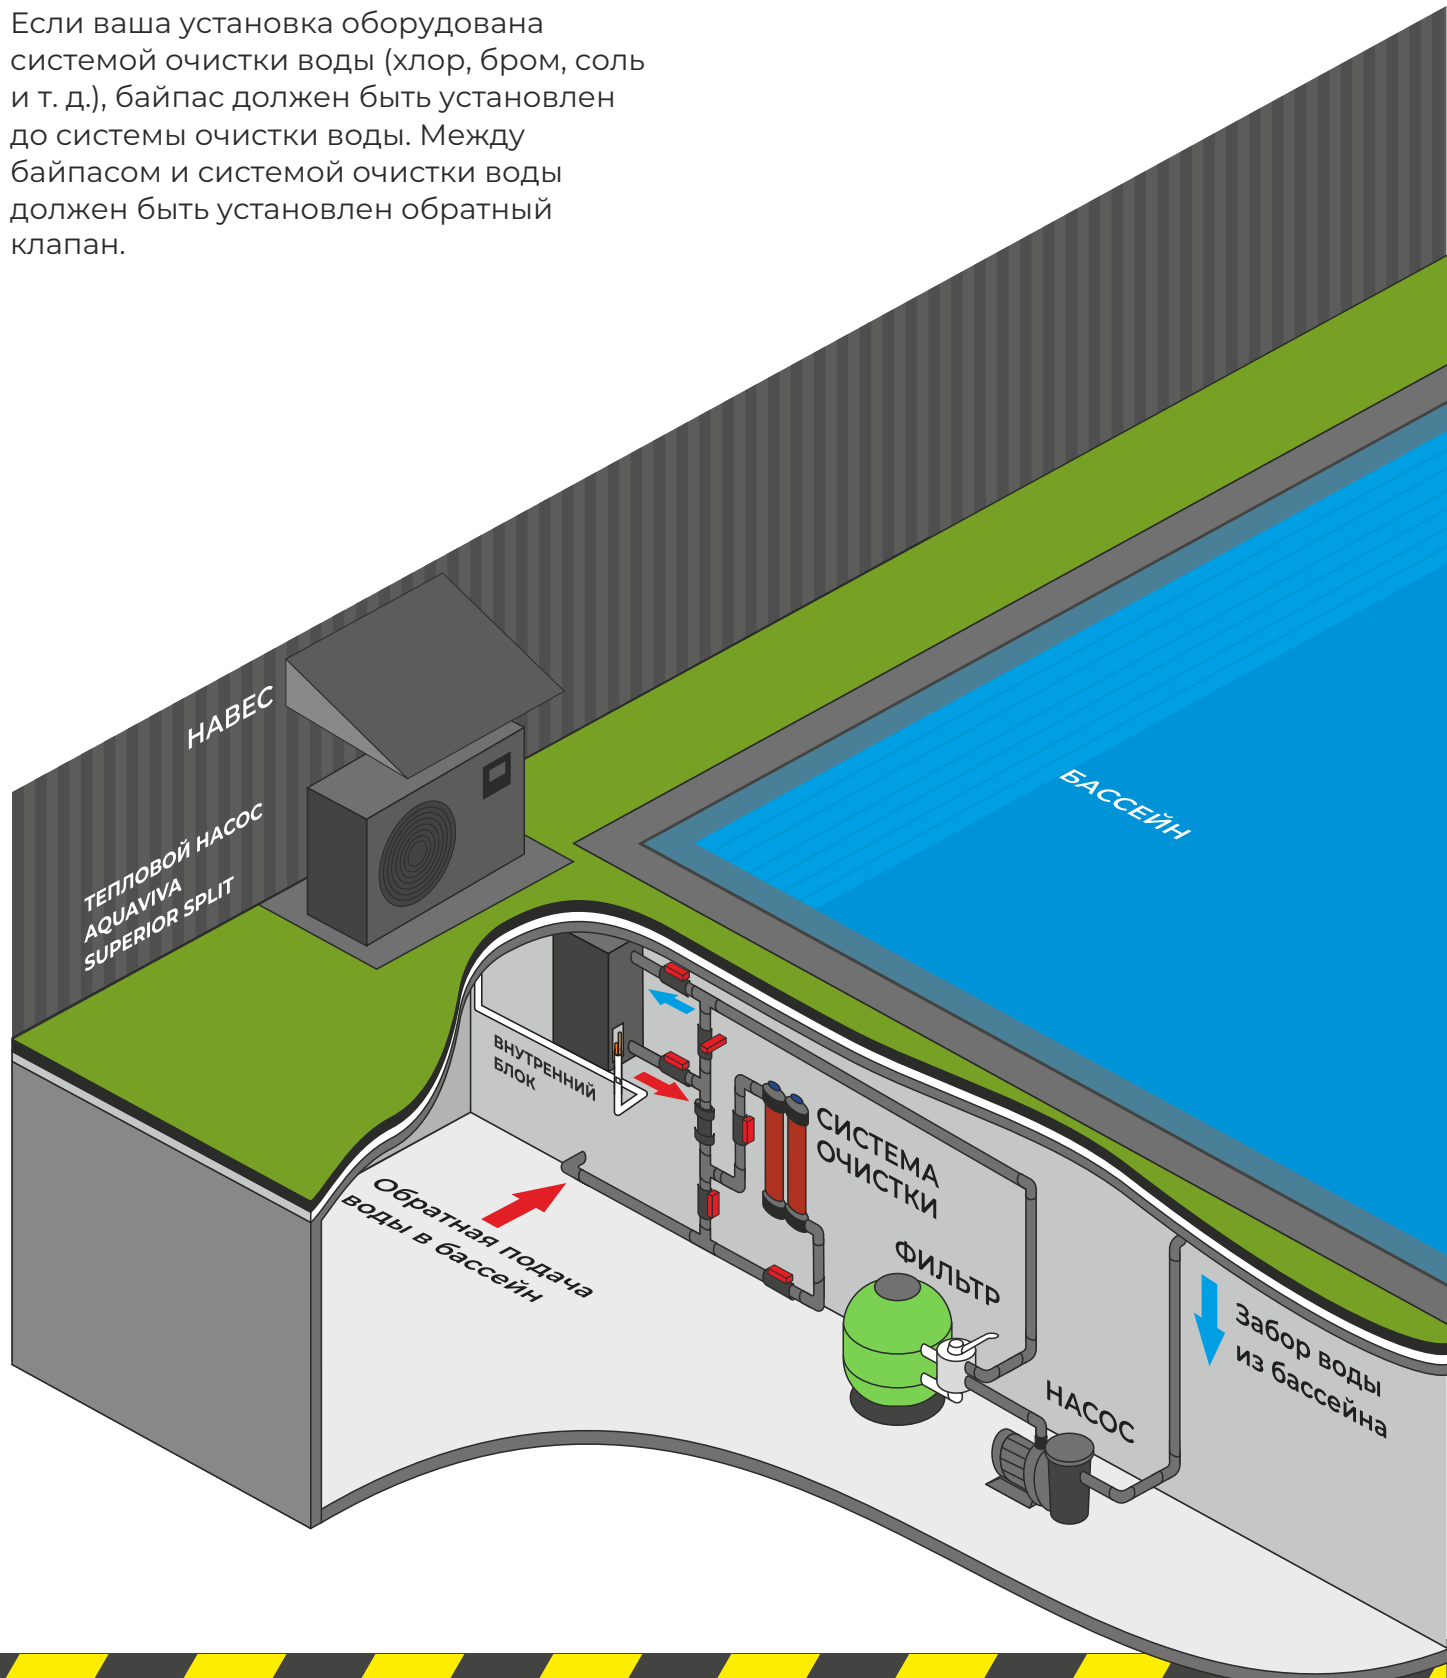 Если ваша установка оборудована
системой очистки воды (хлор, бром, соль
и т. д.), байпас должен быть установлен
до системы очистки воды. Между
байпасом и системой очистки воды
должен быть установлен обратный
клапан.
НАВЕС
ТЕПЛОВОЙ НАСОС
AQUAVIVA
SUPERIOR SPLIT
БАССЕЙН
ВНУТРЕННИЙ
БЛОК
СИСТЕМА
ОЧИСТКИ
Обратная подача
воды в бассейн
ФИЛЬТР
НАСОС
Забор воды
из бассейна